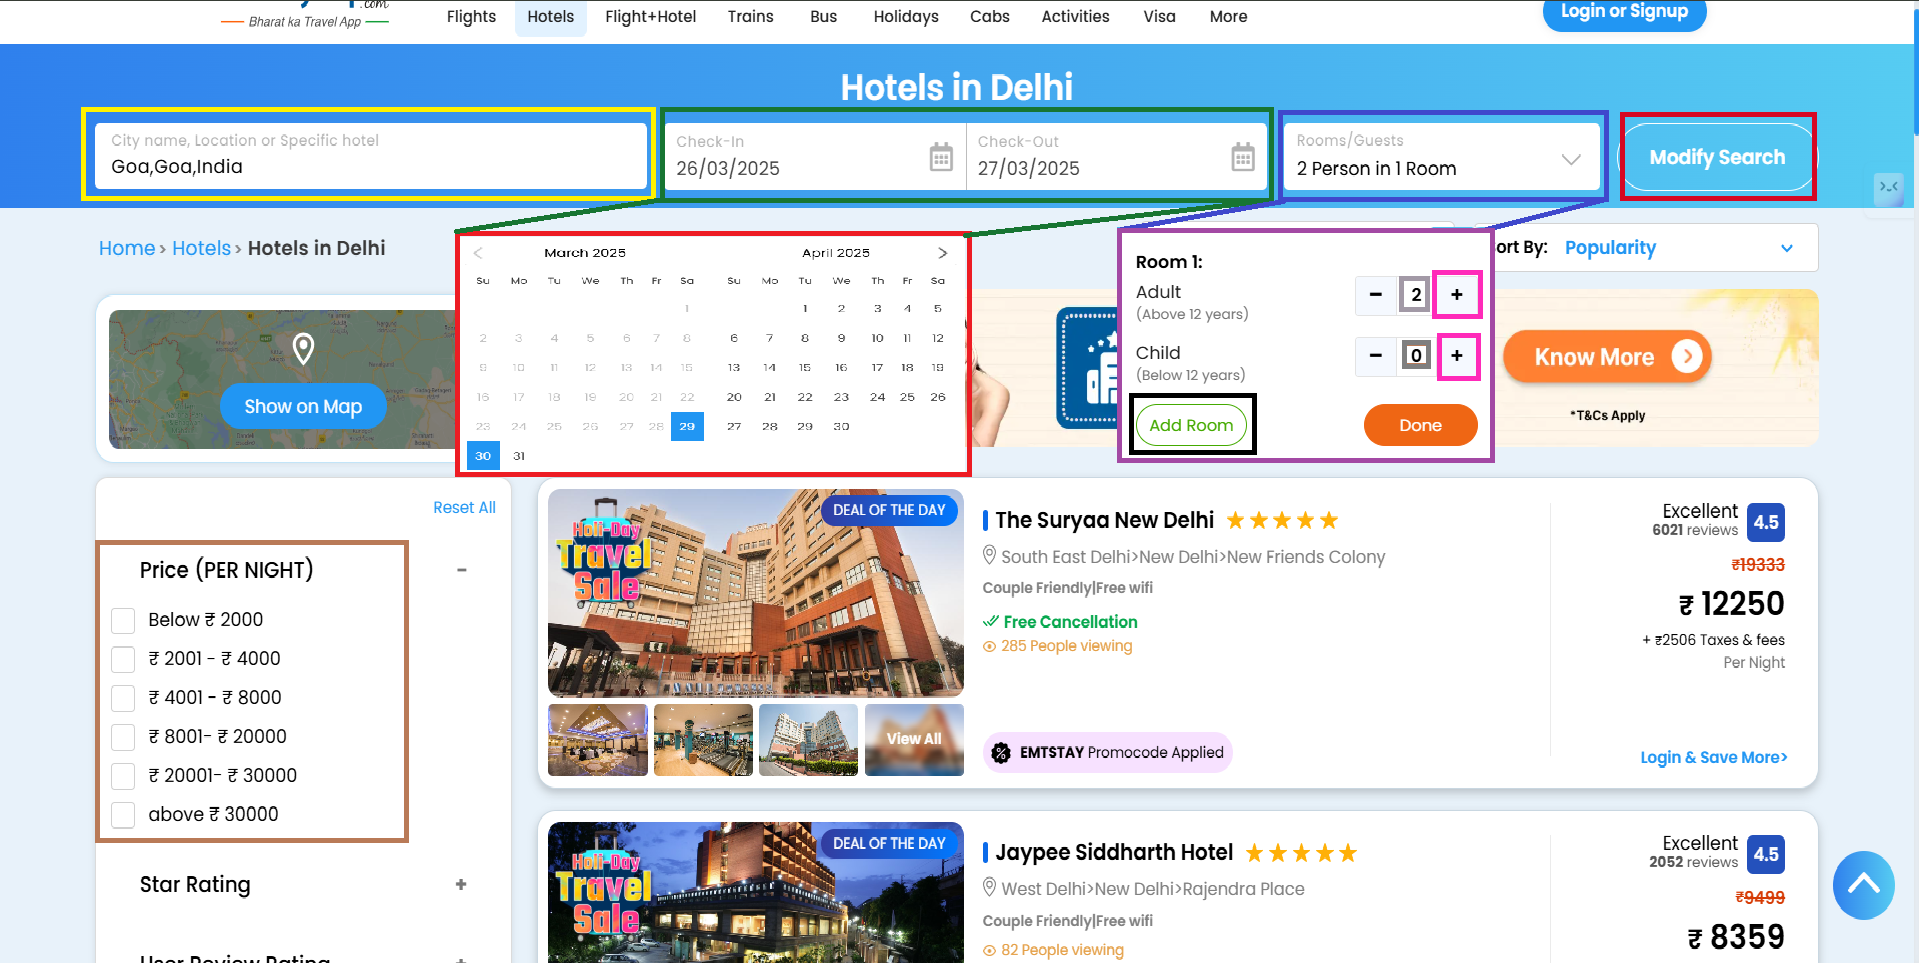 .com
Bharat ka Travel App
Flights
Hotels
Flight+Hotel
Trains
Bus
Holidays
Cabs
Activities
Visa
More
Login or Signup
Hotels in Delhi
City name, Location or Specific hotel
Goa,Goa,India
Check-In
26/03/2025
Check-Out
27/03/2025
Rooms/Guests
2 Person in 1 Room
Modify Search
Home > Hotels > Hotels in Delhi
ort By: Popularity
Show on Map
March 2025
Su Mo Tu We Th Fr Sa
1
2 3 4 5 6 7 8
9 10 11 12 13 14 15
16 17 18 19 20 21 22
23 24 25 26 27 28 29
30 31
April 2025
Su Mo Tu We Th Fr Sa
1 2 3 4 5
6 7 8 9 10 11 12
13 14 15 16 17 18 19
20 21 22 23 24 25 26
27 28 29 30
Room 1:
Adult
(Above 12 years)
− 2 +
Child
(Below 12 years)
− 0 +
Add Room
Done
Know More
*T&Cs Apply
Reset All
Price (PER NIGHT) -
Below ₹ 2000
₹ 2001 - ₹ 4000
₹ 4001 - ₹ 8000
₹ 8001- ₹ 20000
₹ 20001- ₹ 30000
above ₹ 30000
Star Rating +
User Review Rating +
DEAL OF THE DAY
Holi-Day
Travel
Sale
View All
The Suryaa New Delhi
South East Delhi>New Delhi>New Friends Colony
Couple Friendly|Free wifi
Free Cancellation
285 People viewing
EMTSTAY Promocode Applied
Excellent
6021 reviews
4.5
₹19333
₹ 12250
+ ₹2506 Taxes & fees
Per Night
Login & Save More>
DEAL OF THE DAY
Holi-Day
Travel
Sale
Jaypee Siddharth Hotel
West Delhi>New Delhi>Rajendra Place
Couple Friendly|Free wifi
82 People viewing
Excellent
2052 reviews
4.5
₹9499
₹ 8359